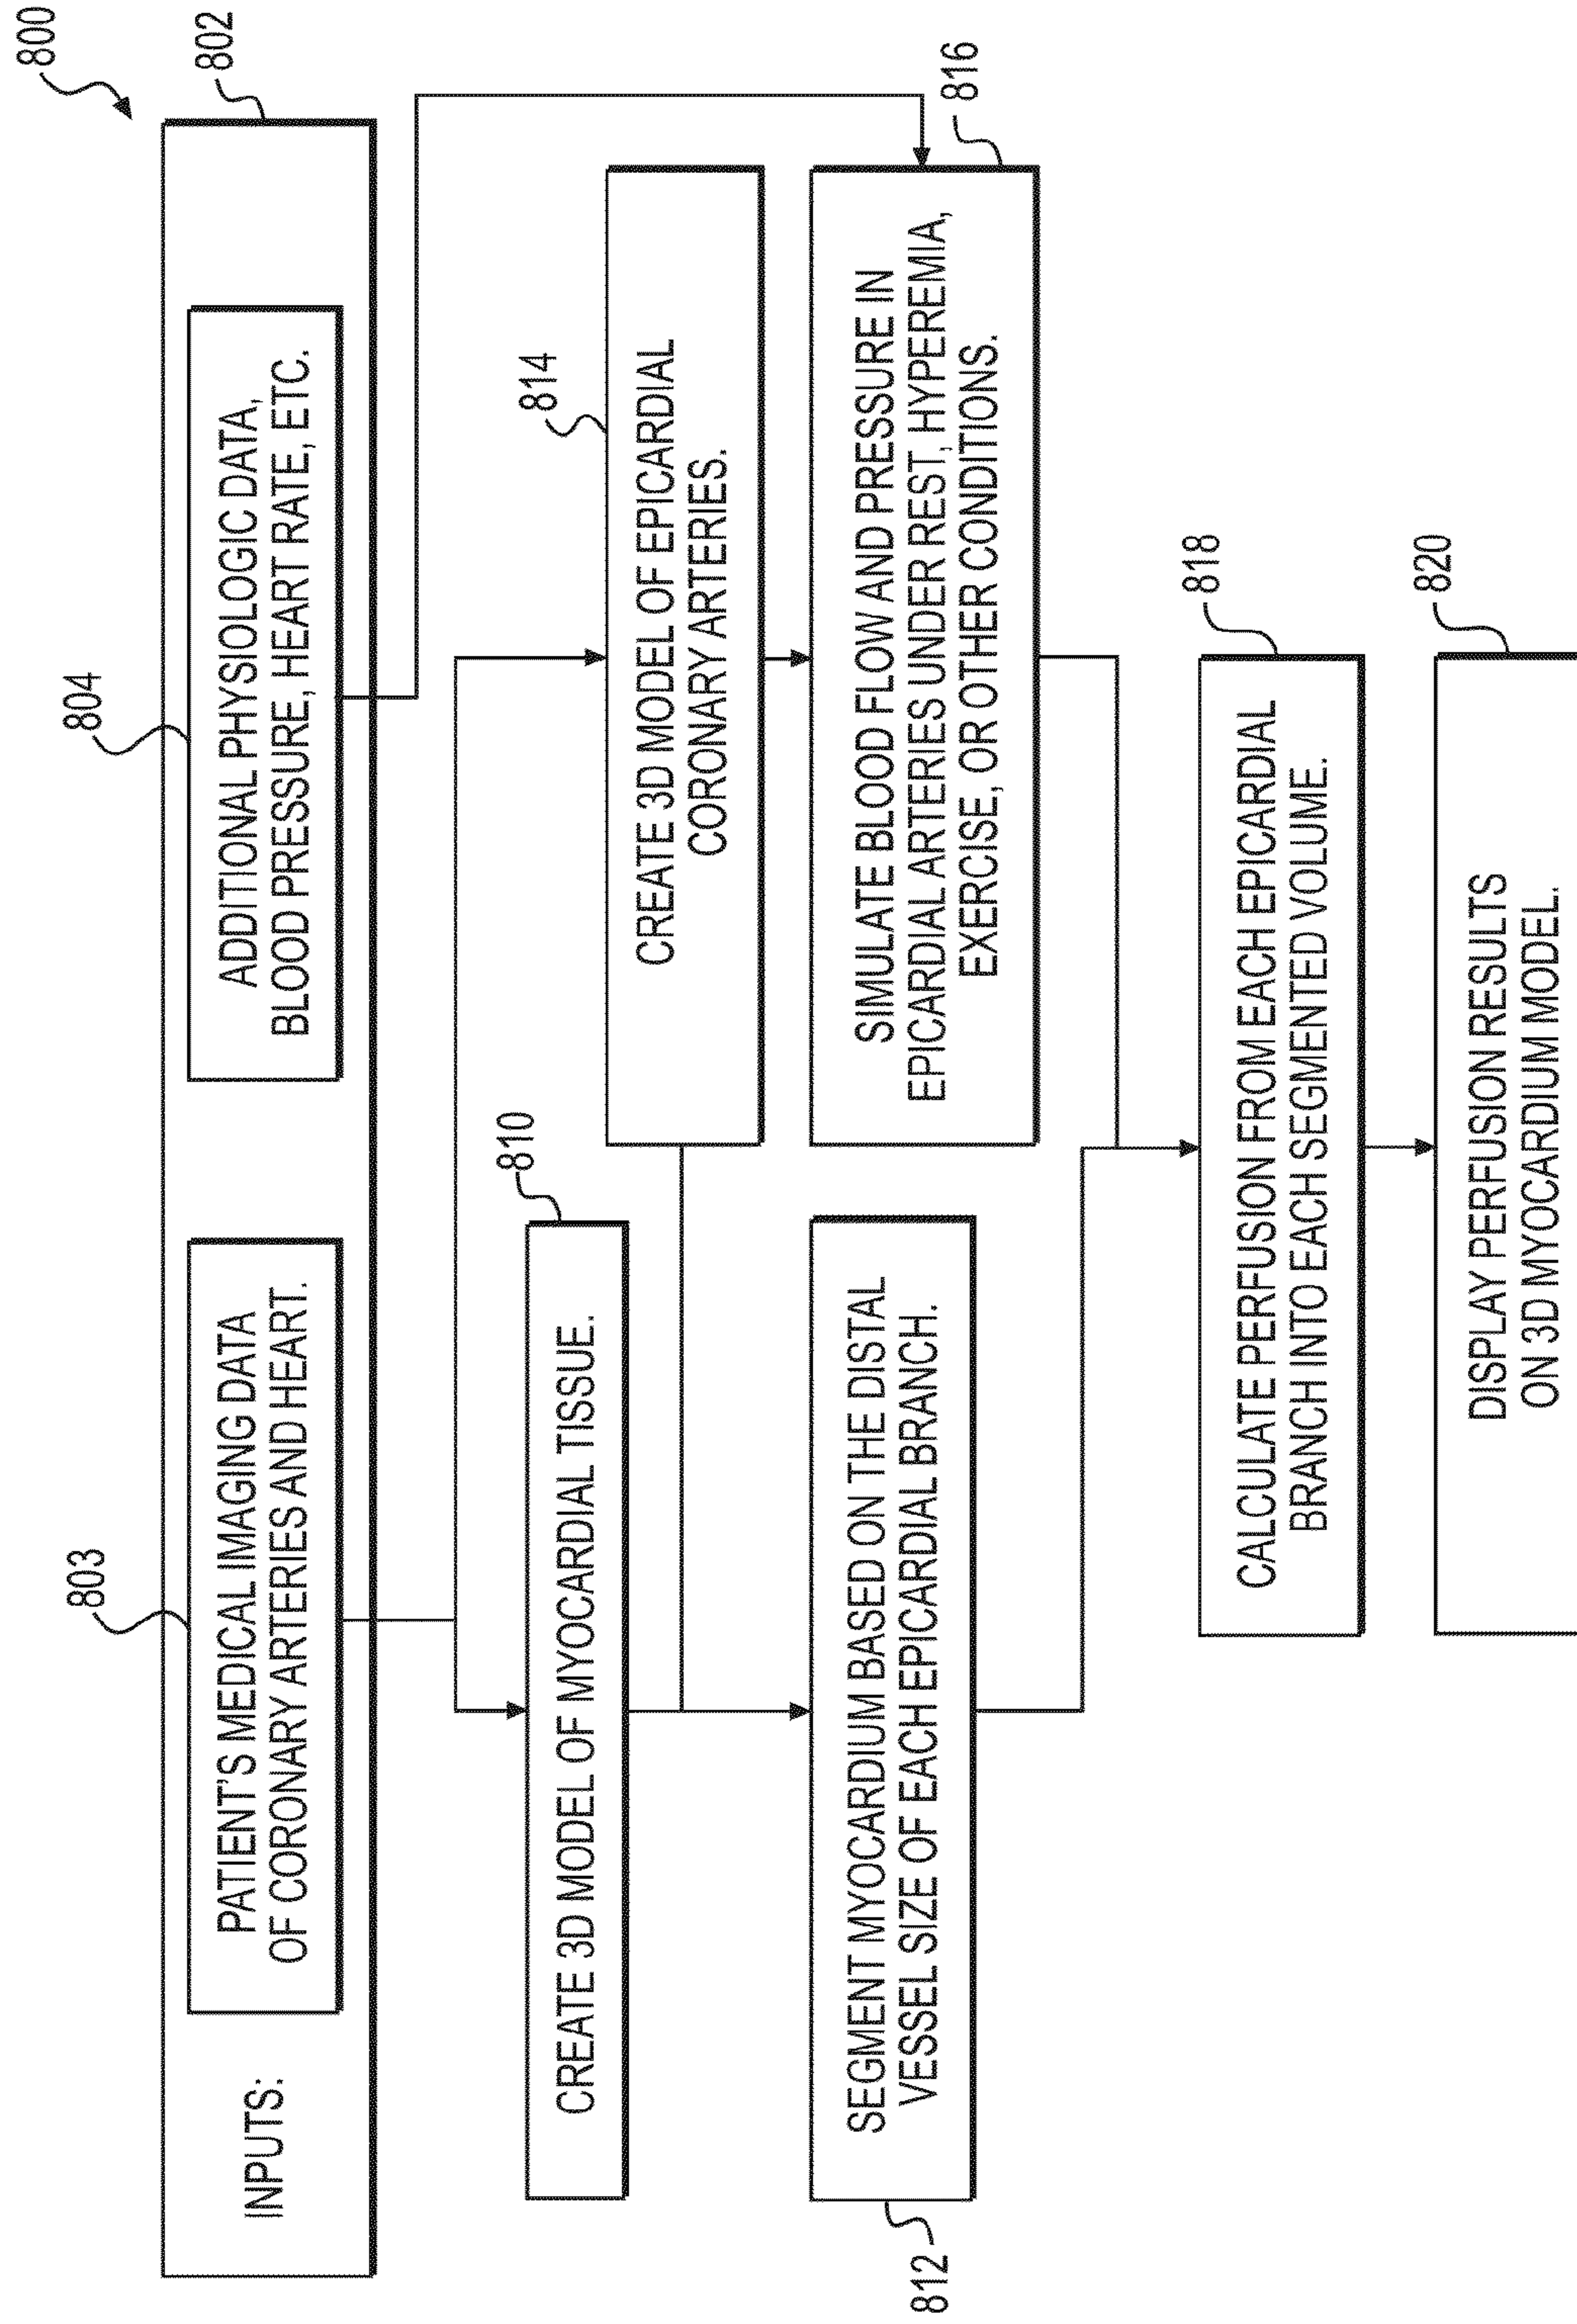 800
802
INPUTS:
803
PATIENT'S MEDICAL IMAGING DATA
OF CORONARY ARTERIES AND HEART.
804
ADDITIONAL PHYSIOLOGIC DATA,
BLOOD PRESSURE, HEART RATE, ETC.
810
CREATE 3D MODEL OF MYOCARDIAL TISSUE.
814
CREATE 3D MODEL OF EPICARDIAL
CORONARY ARTERIES.
812
SEGMENT MYOCARDIUM BASED ON THE DISTAL
VESSEL SIZE OF EACH EPICARDIAL BRANCH.
816
SIMULATE BLOOD FLOW AND PRESSURE IN
EPICARDIAL ARTERIES UNDER REST, HYPEREMIA,
EXERCISE, OR OTHER CONDITIONS.
818
CALCULATE PERFUSION FROM EACH EPICARDIAL
BRANCH INTO EACH SEGMENTED VOLUME.
820
DISPLAY PERFUSION RESULTS
ON 3D MYOCARDIUM MODEL.